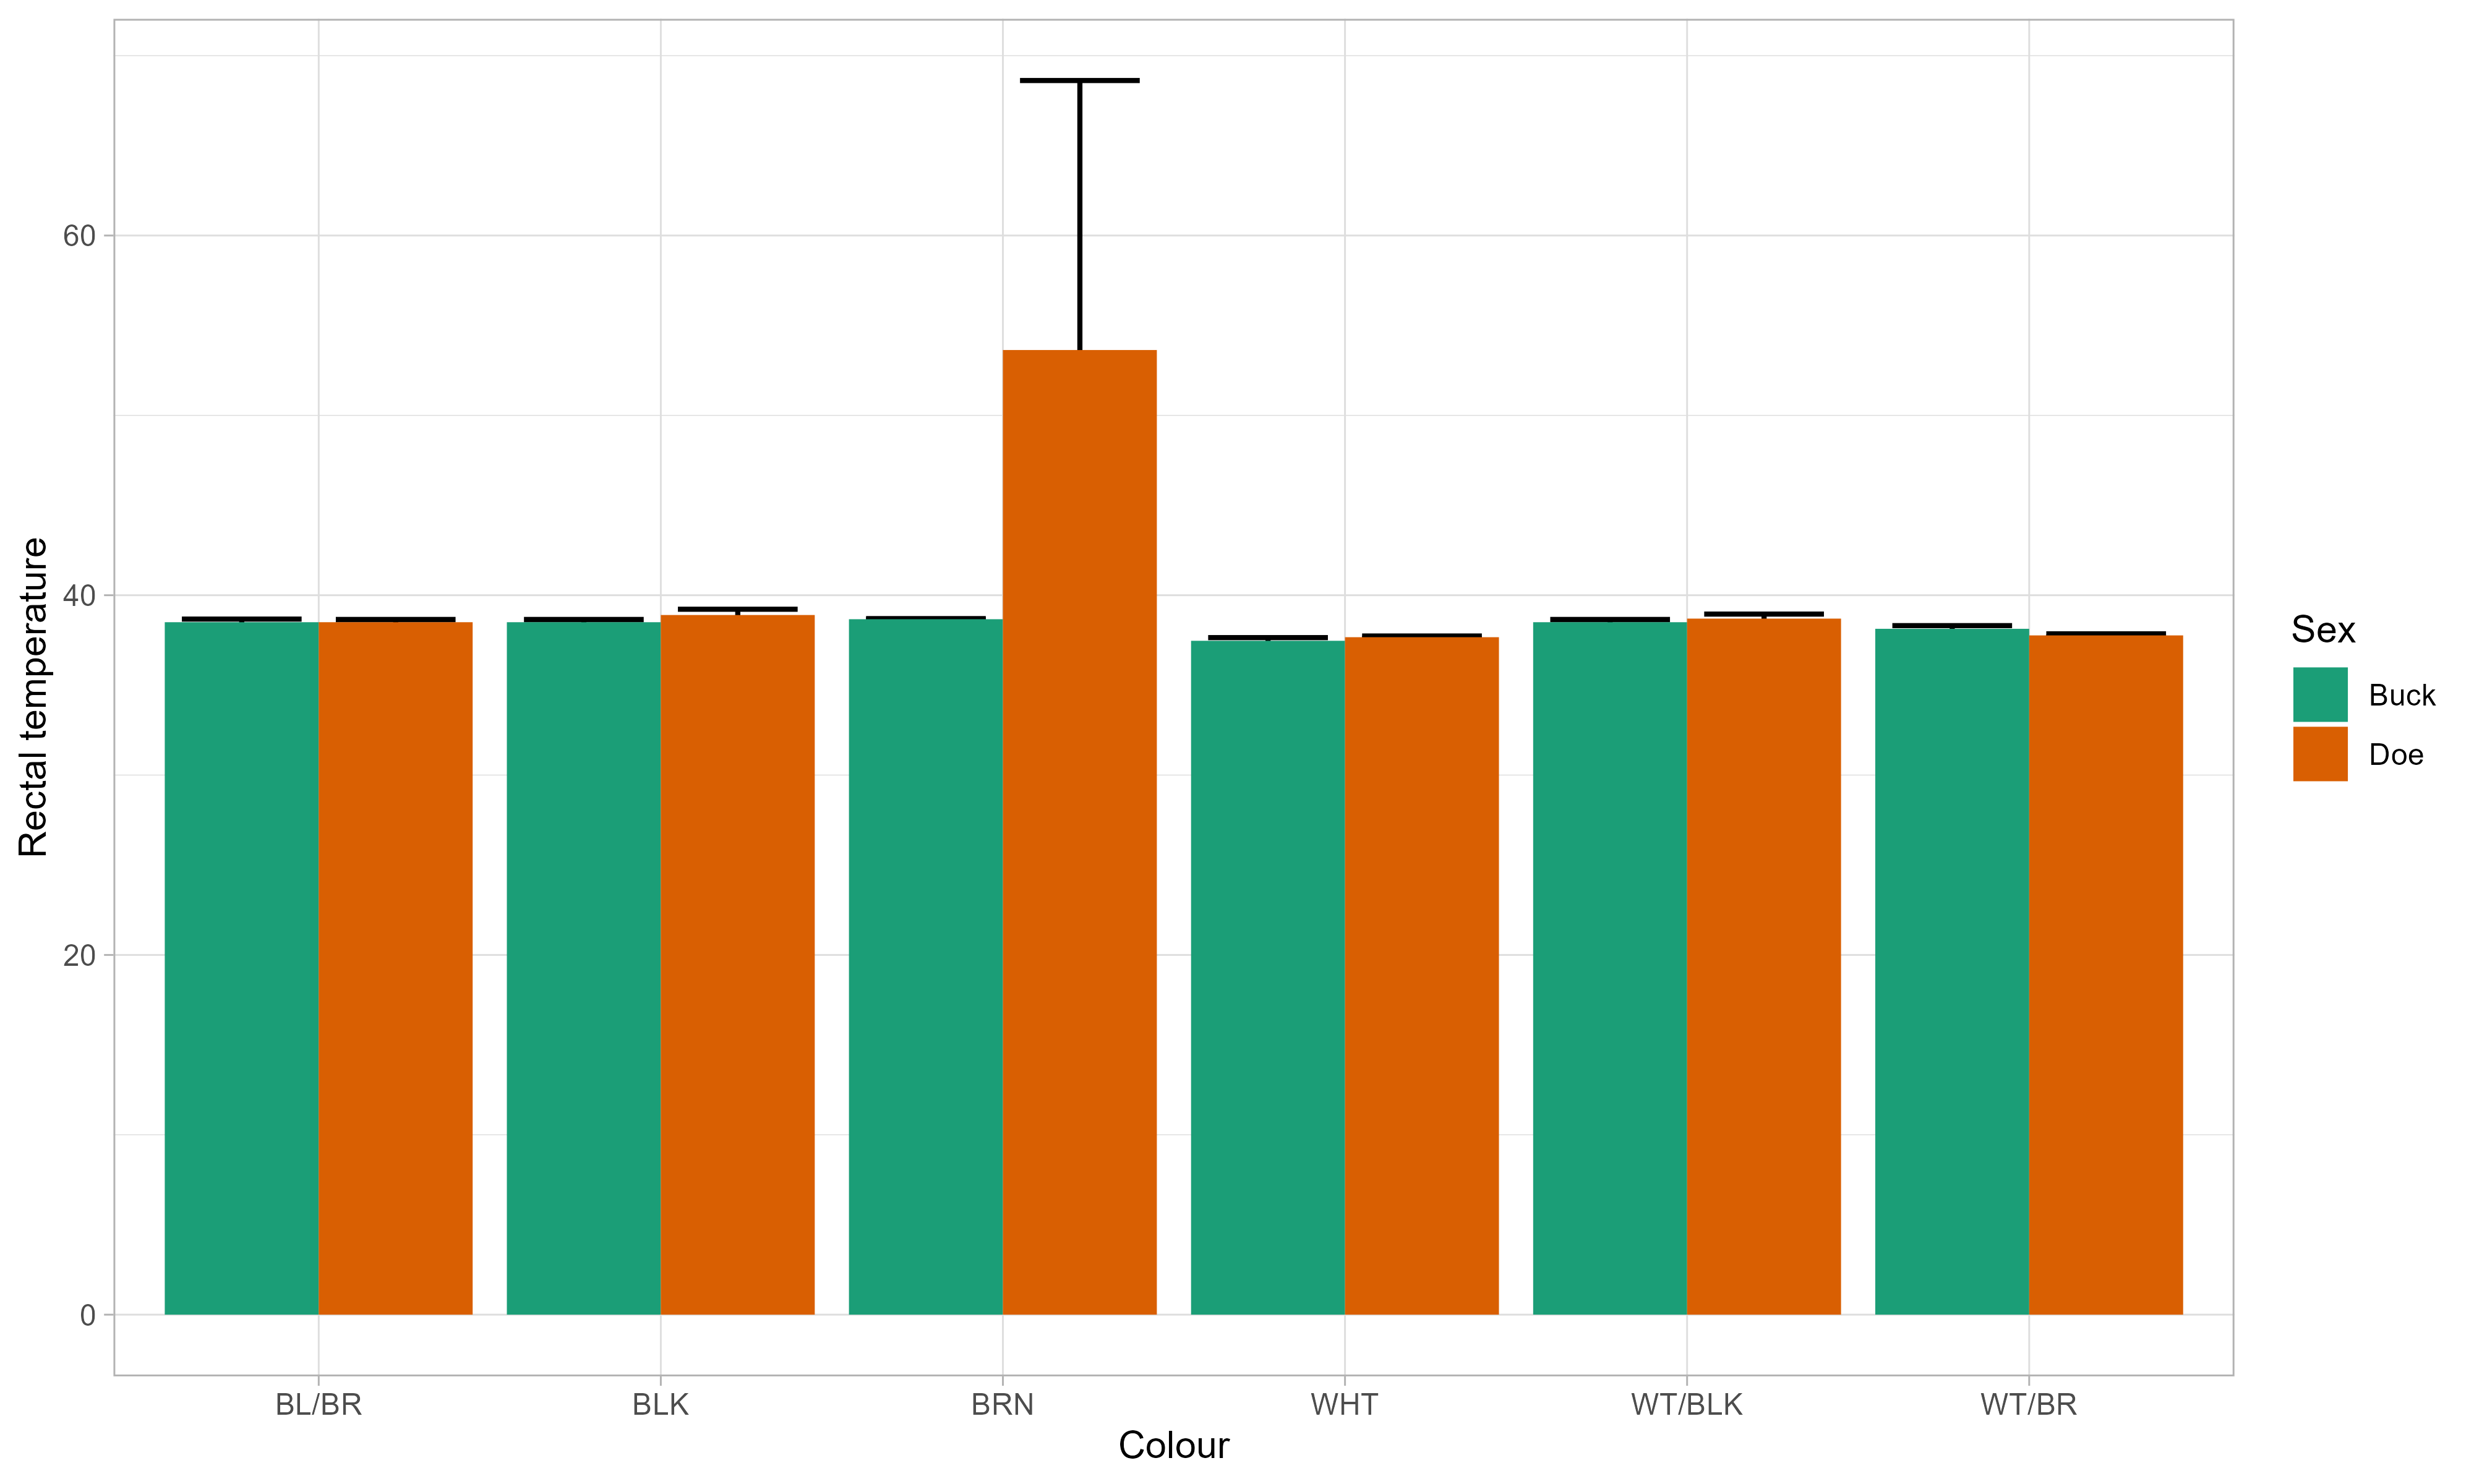 60
40
20
0
Rectal temperature
BL/BR
BLK
BRN
WHT
WT/BLK
WT/BR
Colour
Sex
Buck
Doe